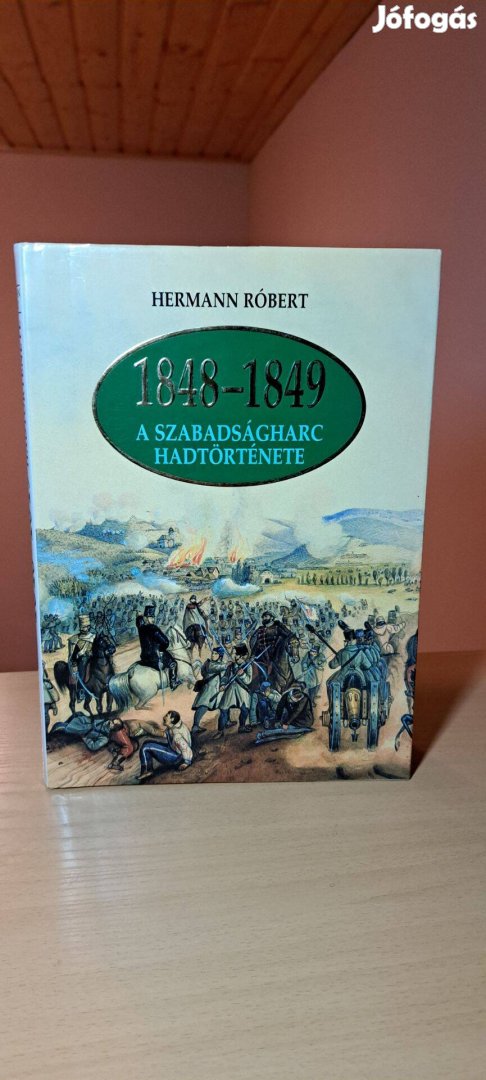 Jófogás
HERMANN RÓBERT
1848–1849
A SZABADSÁGHARC
HADTÖRTÉNETE